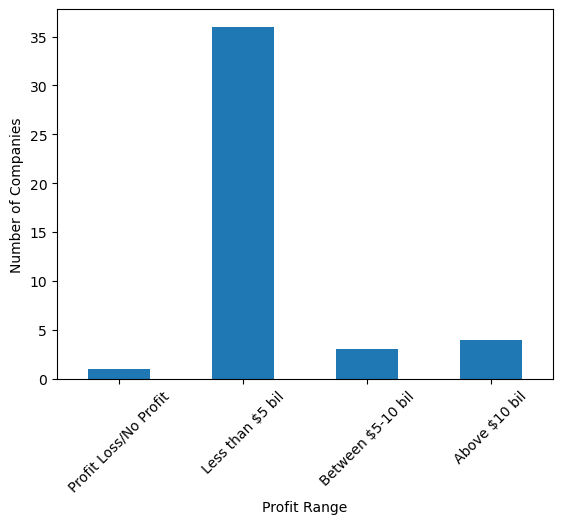 35
30
25
20
15
10
5
0
Number of Companies
Profit Loss/No Profit
Less than $5 bil
Between $5-10 bil
Above $10 bil
Profit Range